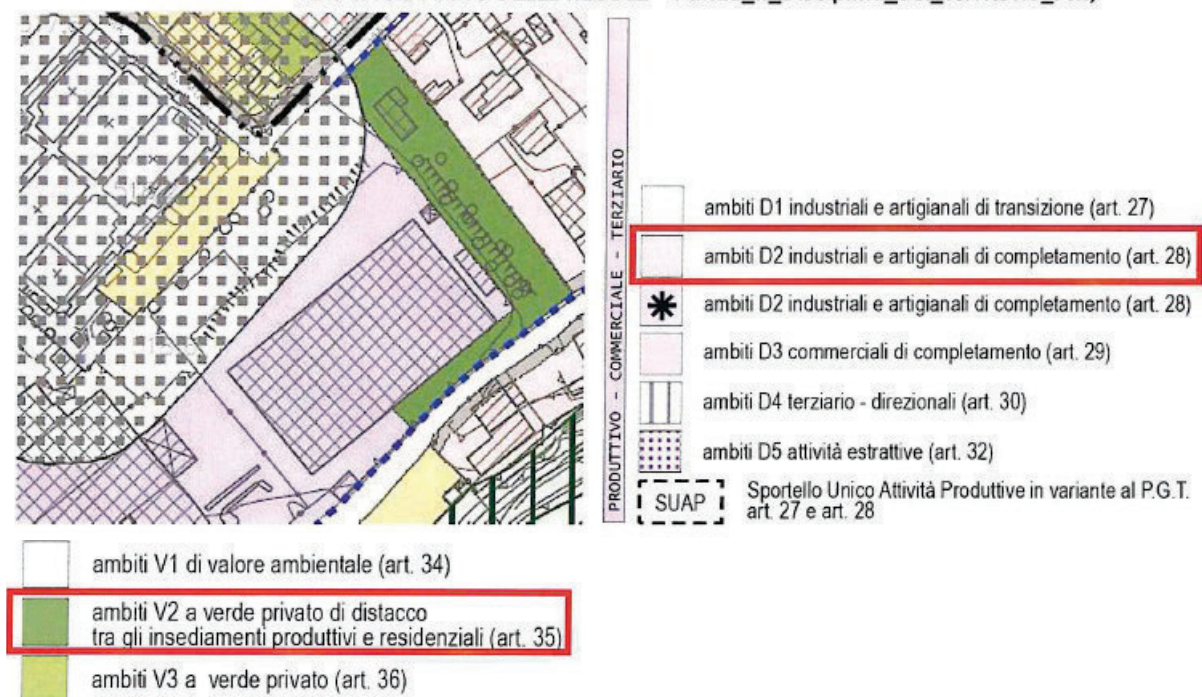 PRODUTTIVO - COMMERCIALE - TERZIARIO
ambiti D1 industriali e artigianali di transizione (art. 27)
ambiti D2 industriali e artigianali di completamento (art. 28)
ambiti D2 industriali e artigianali di completamento (art. 28)
ambiti D3 commerciali di completamento (art. 29)
ambiti D4 terziario - direzionali (art. 30)
ambiti D5 attività estrattive (art. 32)
SUAP
Sportello Unico Attività Produttive in variante al P.G.T.
art. 27 e art. 28
ambiti V1 di valore ambientale (art. 34)
ambiti V2 a verde privato di distacco
tra gli insediamenti produttivi e residenziali (art. 35)
ambiti V3 a verde privato (art. 36)